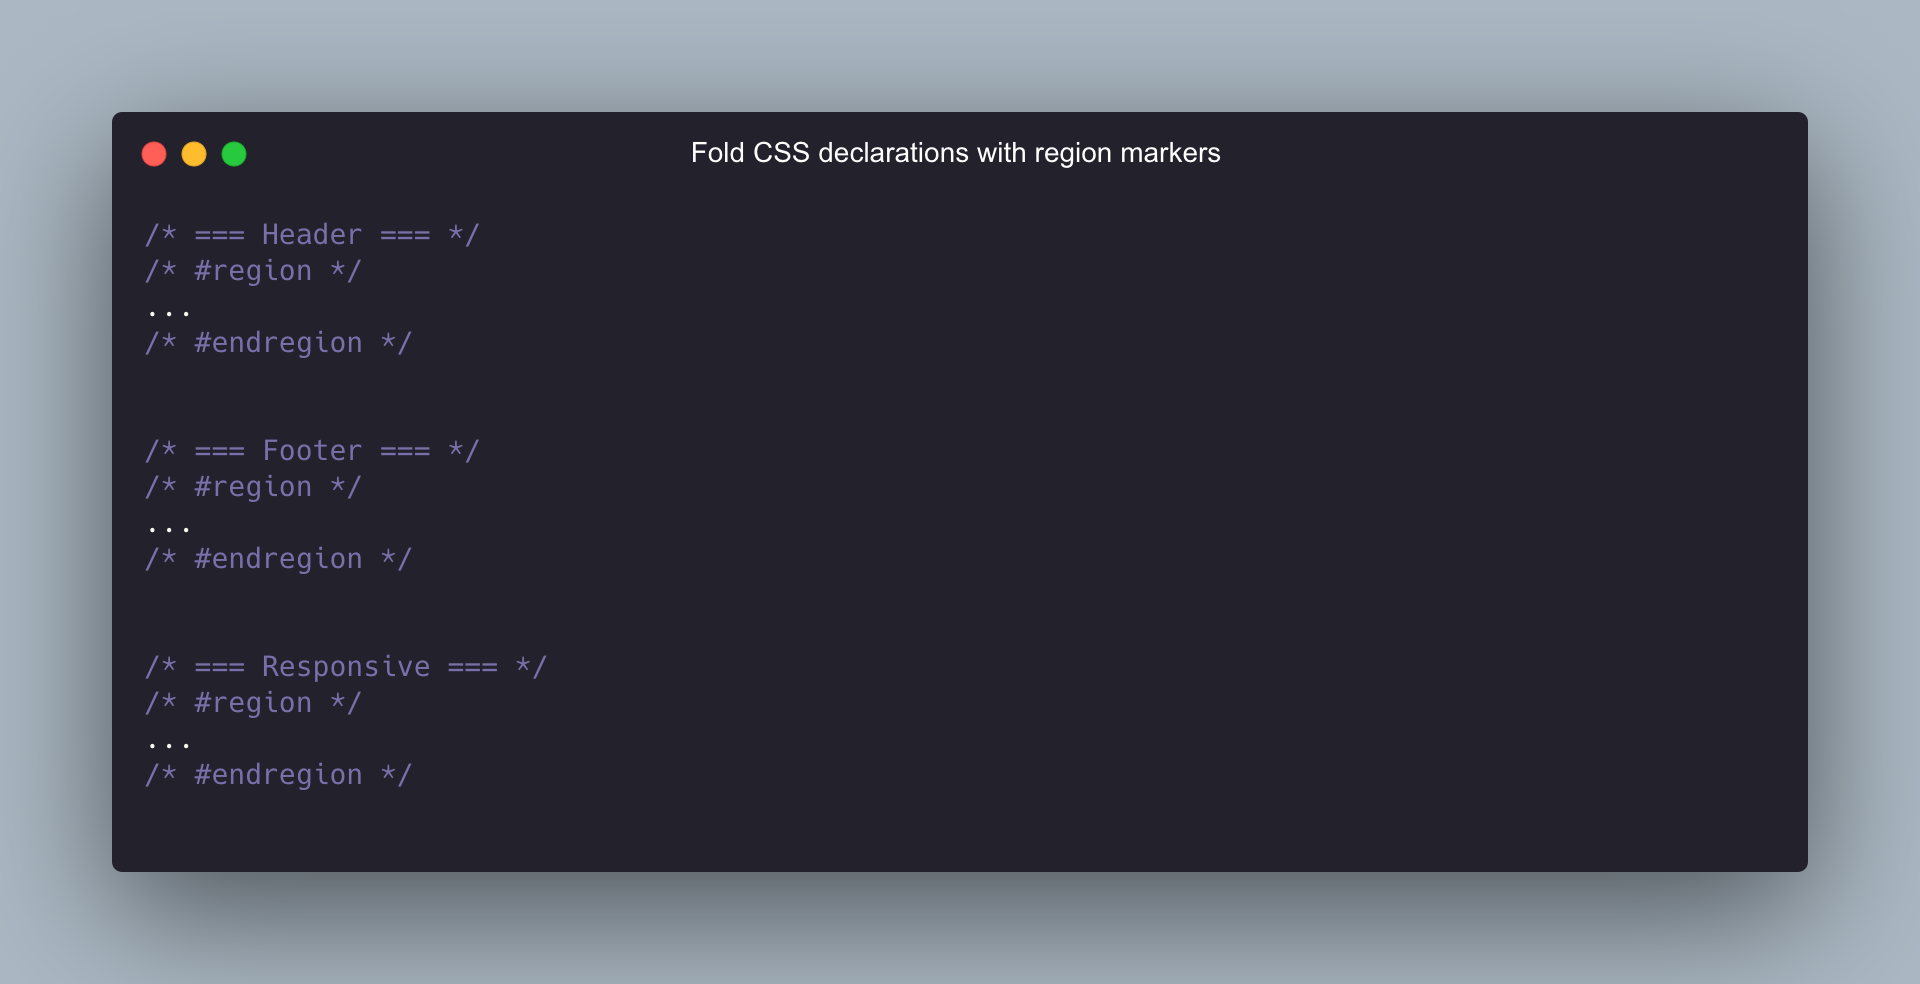 Fold CSS declarations with region markers
/* === Header === */
/* #region */
...
/* #endregion */
/* === Footer === */
/* #region */
...
/* #endregion */
/* === Responsive === */
/* #region */
...
/* #endregion */